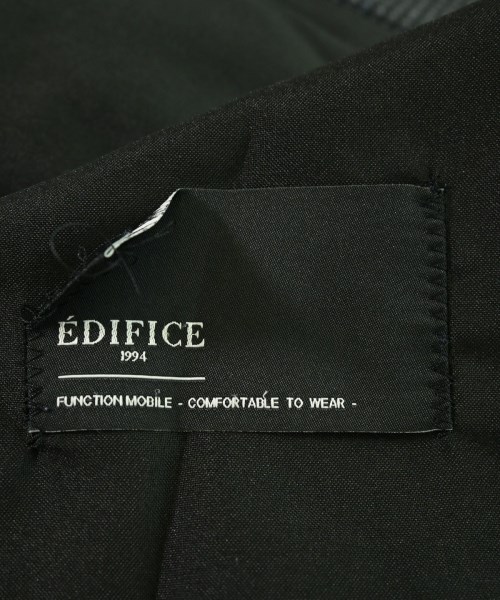 ÉDIFICE
1994
FUNCTION MOBILE - COMFORTABLE TO WEAR -